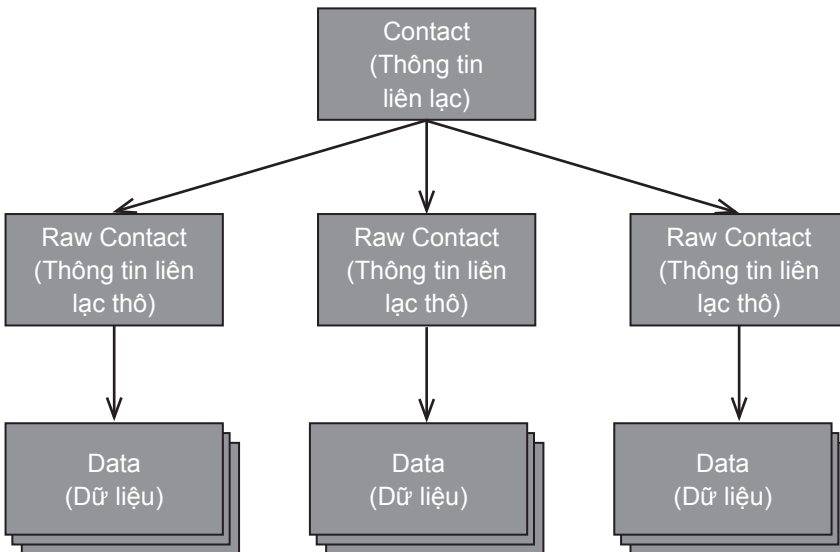 Contact
(Thông tin
liên lạc)
Raw Contact
(Thông tin liên
lạc thô)
Raw Contact
(Thông tin liên
lạc thô)
Raw Contact
(Thông tin liên
lạc thô)
Data
(Dữ liệu)
Data
(Dữ liệu)
Data
(Dữ liệu)